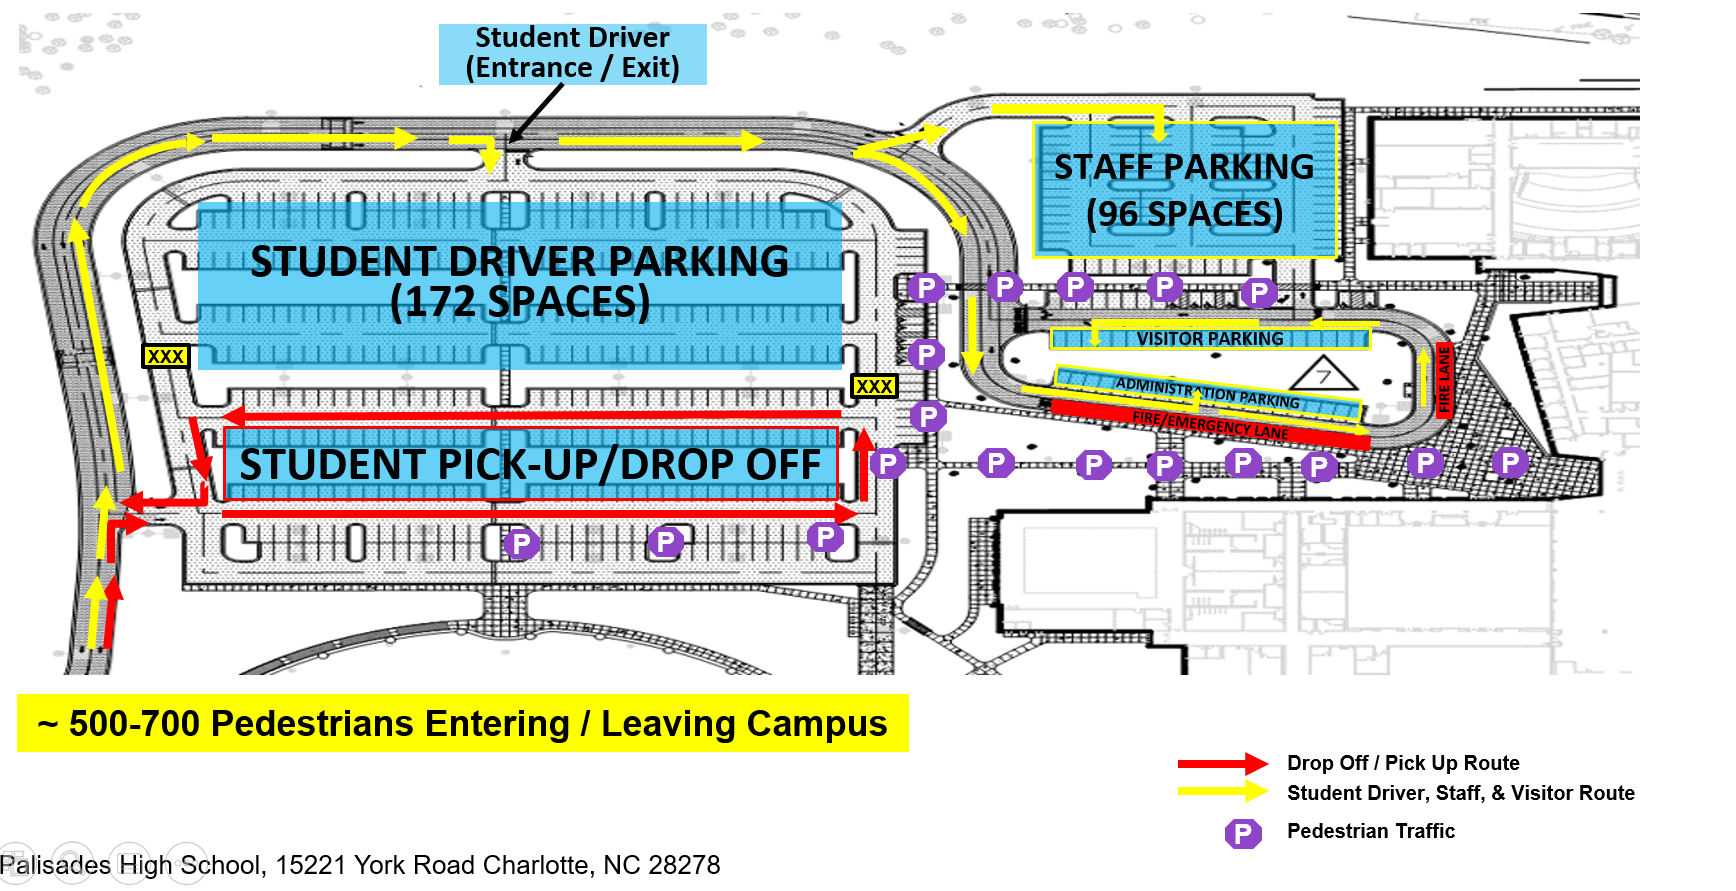 Student Driver
(Entrance / Exit)
STAFF PARKING
(96 SPACES)
STUDENT DRIVER PARKING
(172 SPACES)
P P P P P
VISITOR PARKING
XXX
P
7
FIRE LANE
XXX
ADMINISTRATION PARKING
P
FIRE/EMERGENCY LANE
STUDENT PICK-UP/DROP OFF
P P P P P P P P
P P P
~ 500-700 Pedestrians Entering / Leaving Campus
Drop Off / Pick Up Route
Student Driver, Staff, & Visitor Route
P Pedestrian Traffic
Palisades High School, 15221 York Road Charlotte, NC 28278